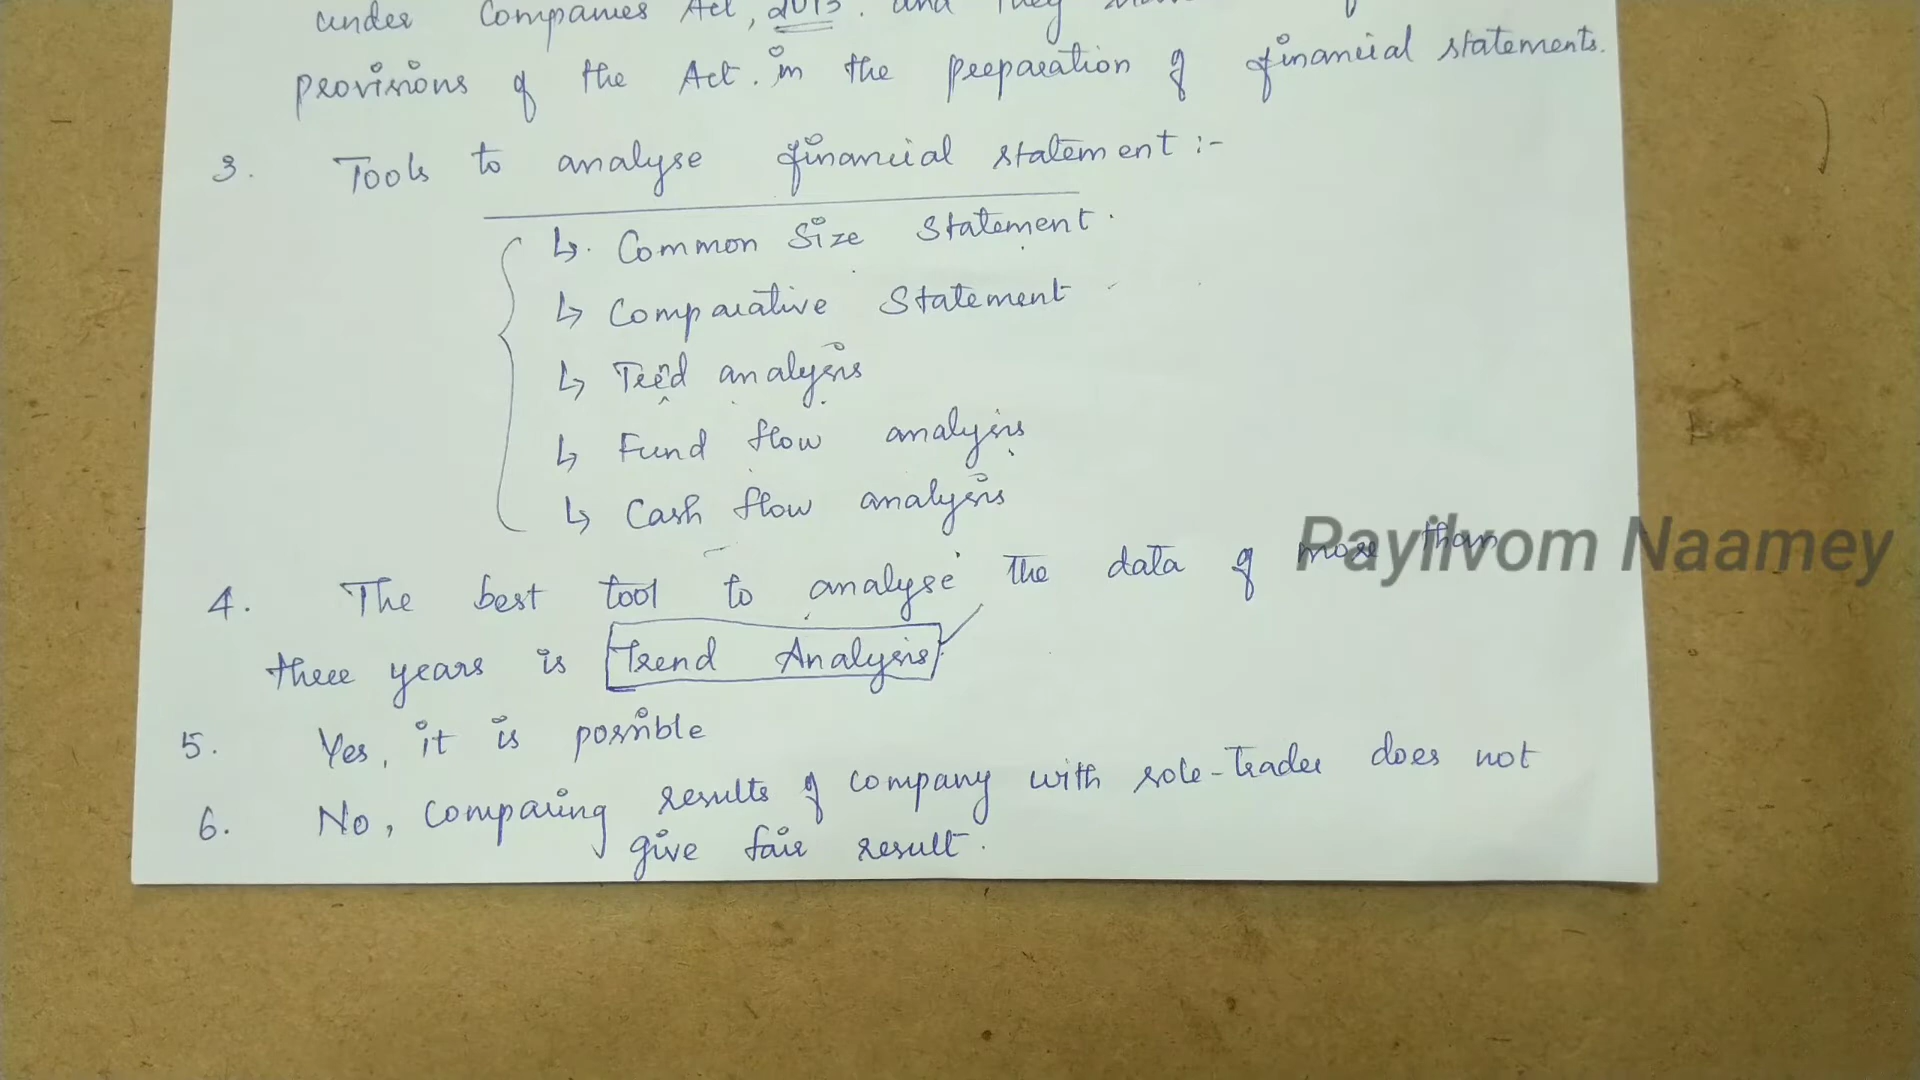 under Companies Act, 2013. and they
provisions of the Act. in the preparation of financial statements.
3. Tools to analyse financial statement :-
↳. Common Size Statement.
↳ Comparative Statement
↳ Trend analysis
↳ Fund flow analysis
↳ Cash flow analysis
4. The best tool to analyse the data of more than
Payilvom Naamey
three years is Trend Analysis.
5. Yes, it is possible
6. No, Comparing results of company with sole-trader does not
give fair result.